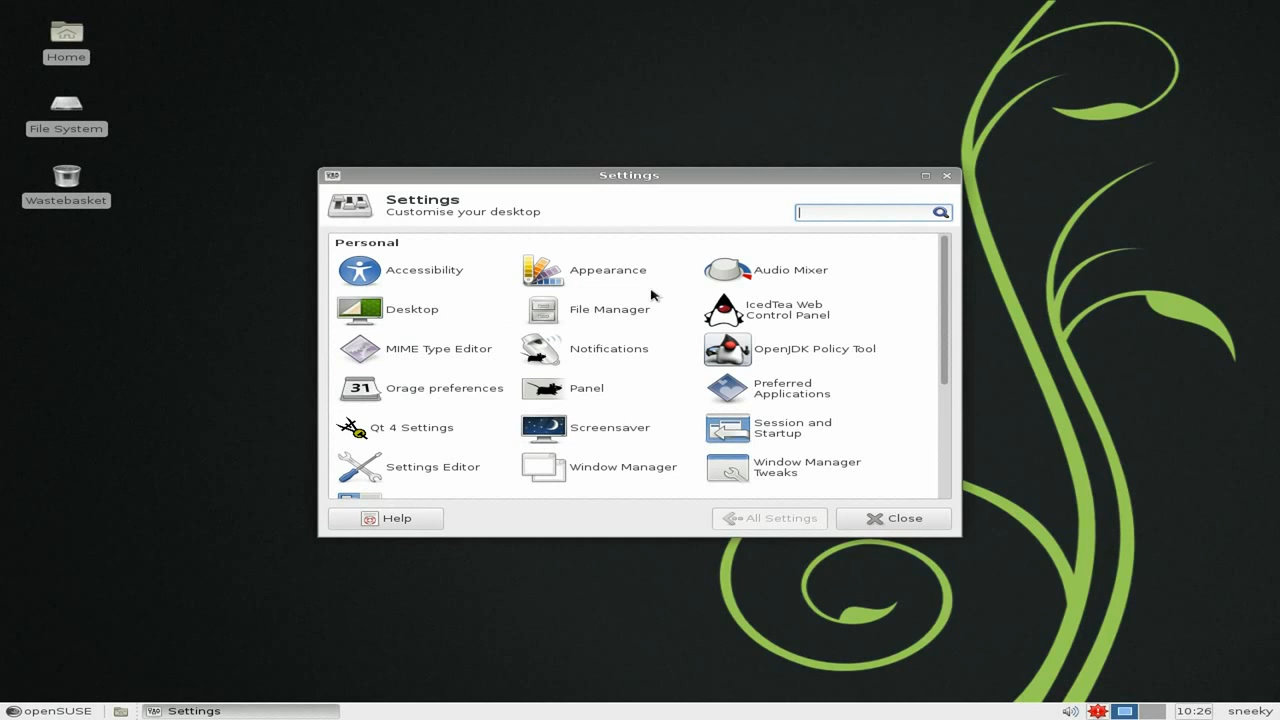 Home
File System
Wastebasket
Settings
Settings
Customise your desktop
Personal
Accessibility
Appearance
Audio Mixer
Desktop
File Manager
IcedTea Web
Control Panel
MIME Type Editor
Notifications
OpenJDK Policy Tool
31
Orage preferences
Panel
Preferred
Applications
Qt 4 Settings
Screensaver
Session and
Startup
Settings Editor
Window Manager
Window Manager
Tweaks
Help
All Settings
Close
openSUSE
Settings
10:26
sneeky